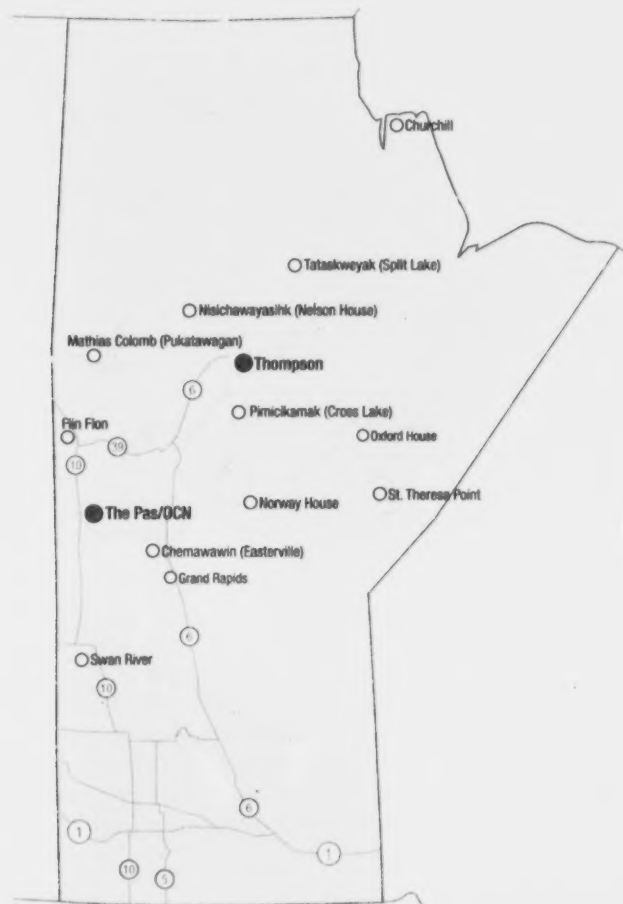 Churchill
Tataskweyak (Split Lake)
Nisichawayasihk (Nelson House)
Mathias Colomb (Pukatawagan)
Thompson
6
Pimicikamak (Cross Lake)
Flin Flon
Oxford House
39
10
St. Theresa Point
Norway House
The Pas/OCN
Chemawawin (Easterville)
Grand Rapids
6
Swan River
10
6
1
1
10
5